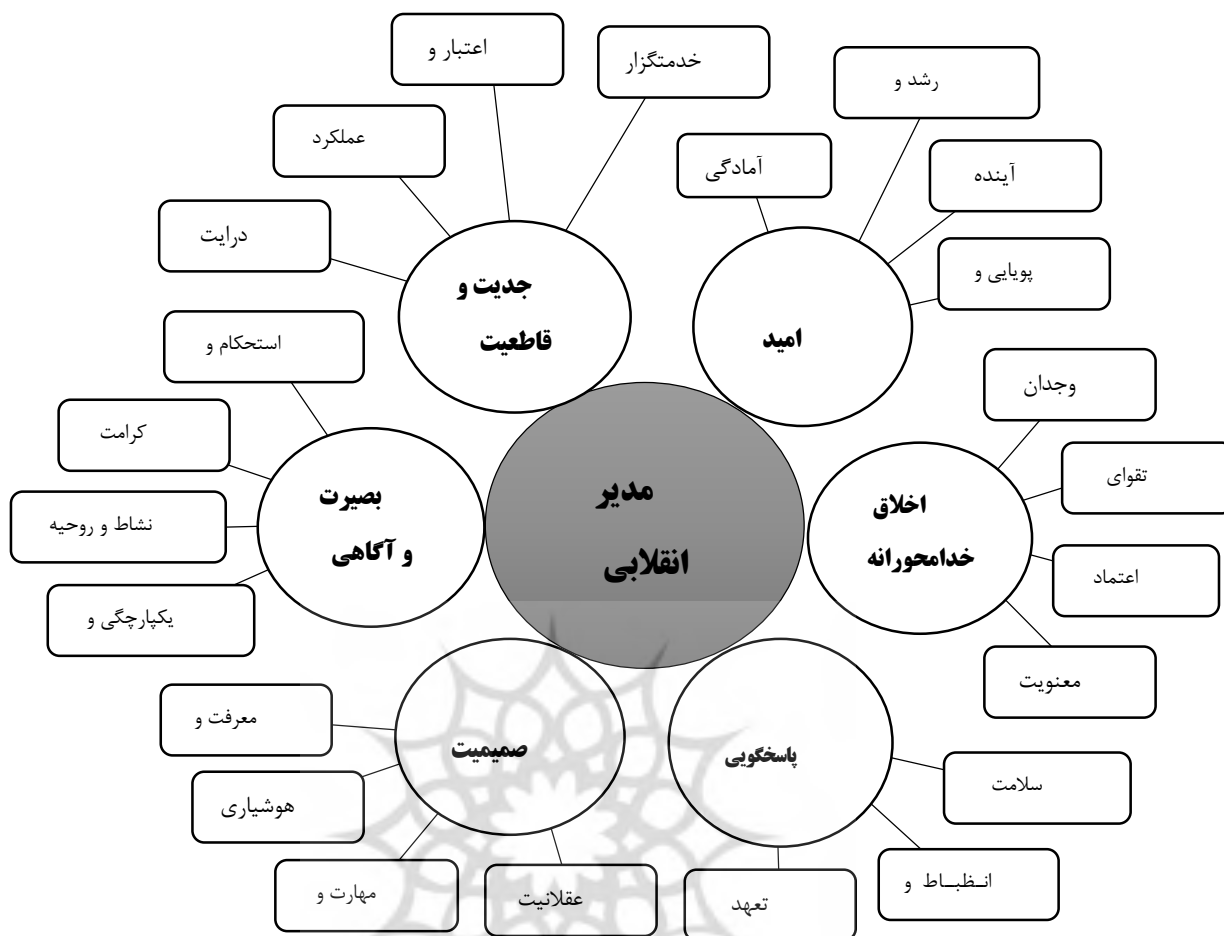 اعتبار و
خدمتگزار
عملکرد
درایت
جدیت و
قاطعیت
رشد و
آمادگی
آینده
پویایی و
امید
استحکام و
کرامت
نشاط و روحیه
یکپارچگی و
بصیرت
و آگاهی
مدیر
انقلابی
وجدان
تقوای
اعتماد
معنویت
اخلاق
خدامحورانه
معرفت و
هوشیاری
مهارت و
عقلانیت
صمیمیت
سلامت
انـظبـــاط و
تعهد
پاسخگویی